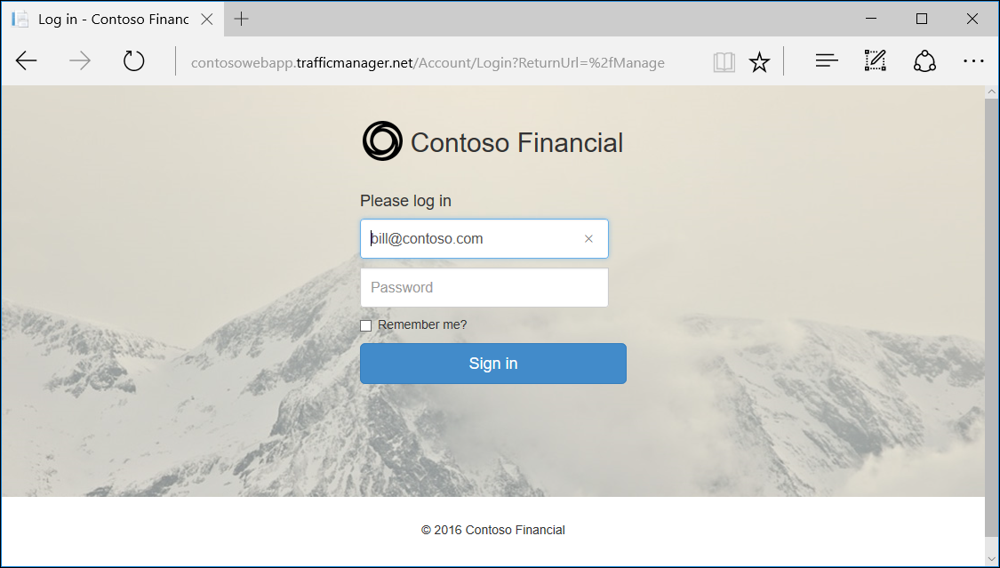 Log in - Contoso Financ
contosowebapp.trafficmanager.net/Account/Login?ReturnUrl=%2fManage
Contoso Financial
Please log in
bill@contoso.com
Password
Remember me?
Sign in
© 2016 Contoso Financial